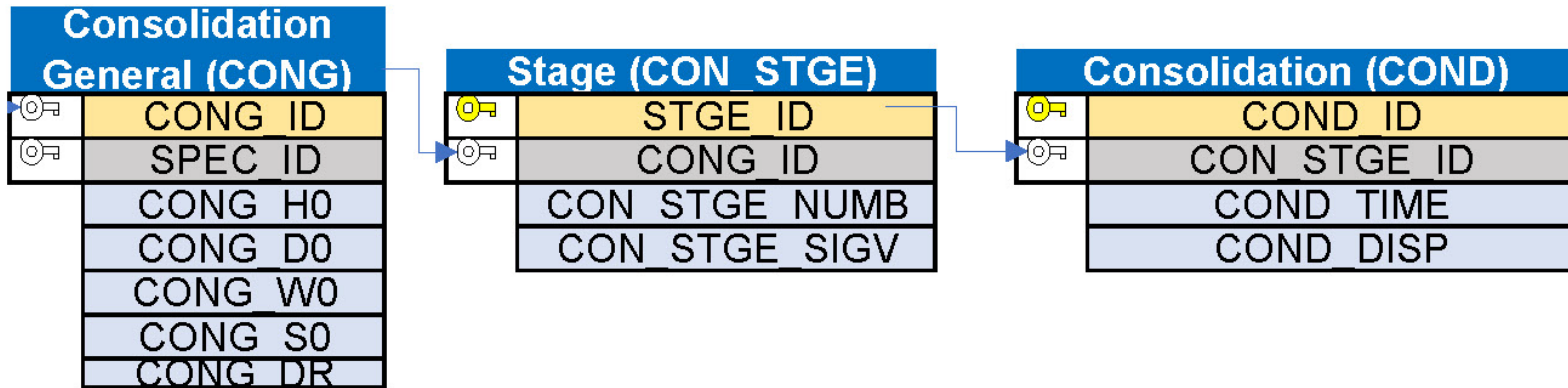 Consolidation
General (CONG)
CONG_ID
SPEC_ID
CONG_H0
CONG_D0
CONG_W0
CONG_S0
CONG_DR
Stage (CON_STGE)
STGE_ID
CONG_ID
CON_STGE_NUMB
CON_STGE_SIGV
Consolidation (COND)
COND_ID
CON_STGE_ID
COND_TIME
COND_DISP